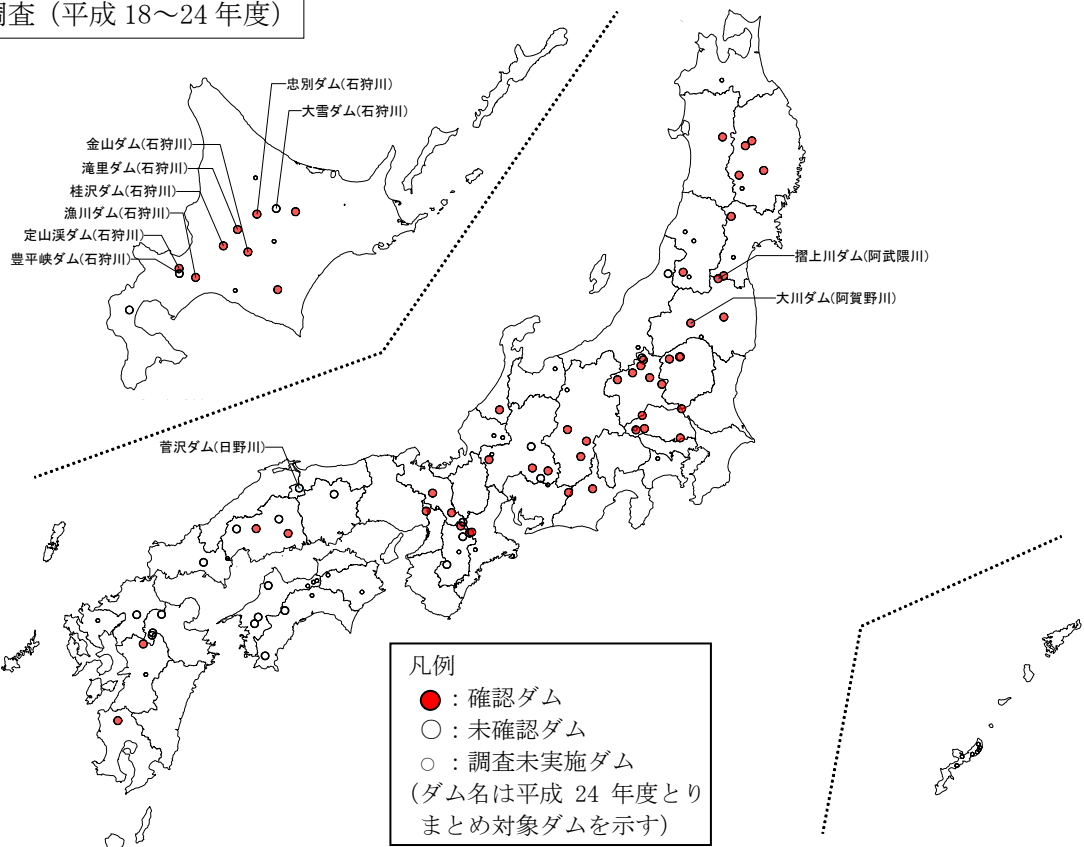 調査（平成 18～24 年度）
忠別ダム(石狩川)
大雪ダム(石狩川)
金山ダム(石狩川)
滝里ダム(石狩川)
桂沢ダム(石狩川)
漁川ダム(石狩川)
定山渓ダム(石狩川)
豊平峡ダム(石狩川)
摺上川ダム(阿武隈川)
大川ダム(阿賀野川)
菅沢ダム(日野川)
凡例
：確認ダム
：未確認ダム
：調査未実施ダム
(ダム名は平成 24 年度とり
まとめ対象ダムを示す)